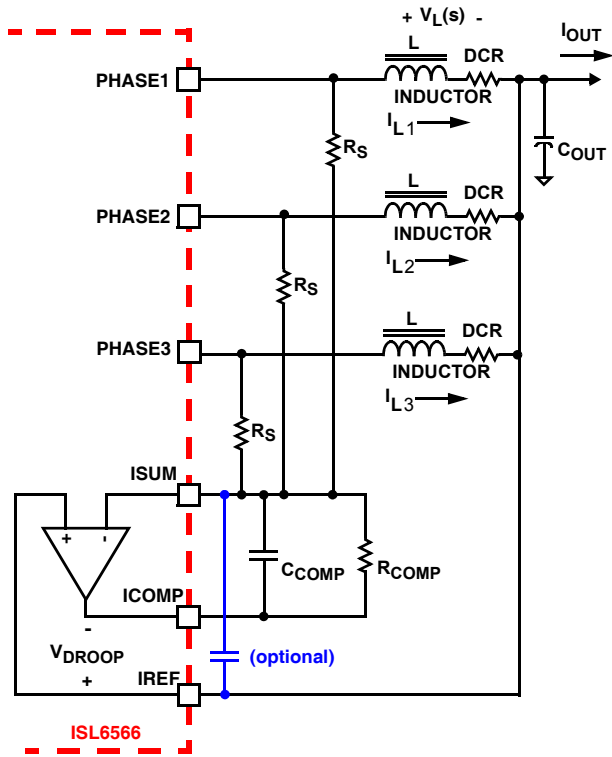 + VL(s) -
IOUT
L
DCR
PHASE1
INDUCTOR
IL1
RS
COUT
L
DCR
PHASE2
INDUCTOR
IL2
RS
L
DCR
PHASE3
INDUCTOR
IL3
RS
ISUM
+ -
CCOMP
RCOMP
ICOMP
-
VDROOP
+
(optional)
IREF
ISL6566